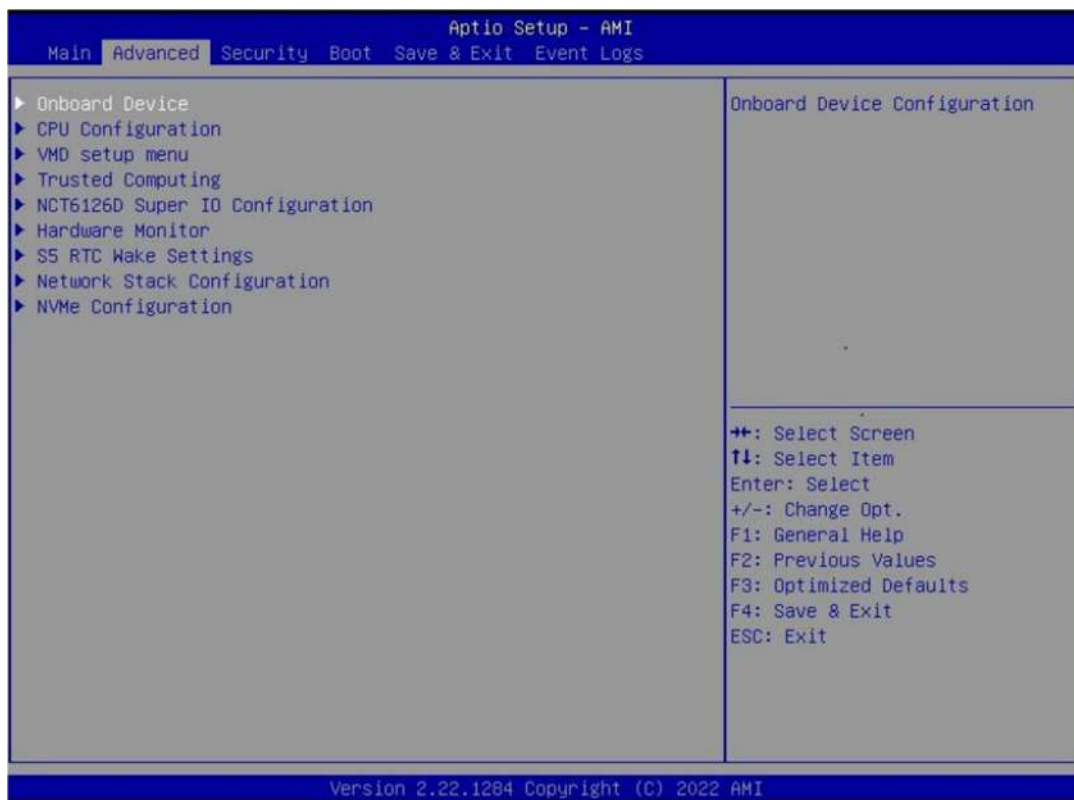 Aptio Setup - AMI
Main Advanced Security Boot Save & Exit Event Logs
Onboard Device
CPU Configuration
VMD setup menu
Trusted Computing
NCT6126D Super IO Configuration
Hardware Monitor
S5 RTC Wake Settings
Network Stack Configuration
NVMe Configuration
Onboard Device Configuration
→←: Select Screen
↑↓: Select Item
Enter: Select
+/-: Change Opt.
F1: General Help
F2: Previous Values
F3: Optimized Defaults
F4: Save & Exit
ESC: Exit
Version 2.22.1284 Copyright (C) 2022 AMI